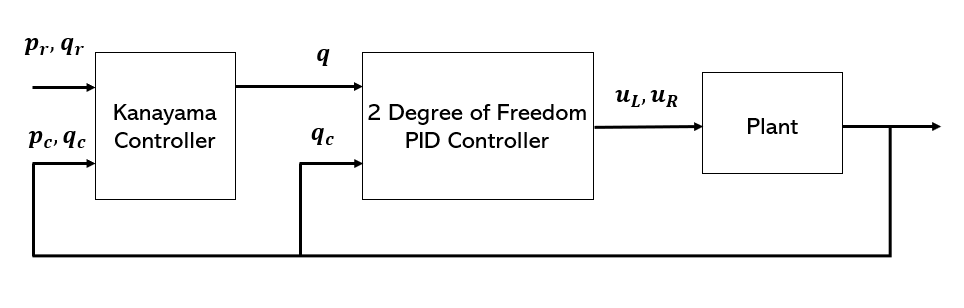 p_r, q_r
q
Kanayama
Controller
p_c, q_c
q_c
2 Degree of Freedom
PID Controller
u_L, u_R
Plant